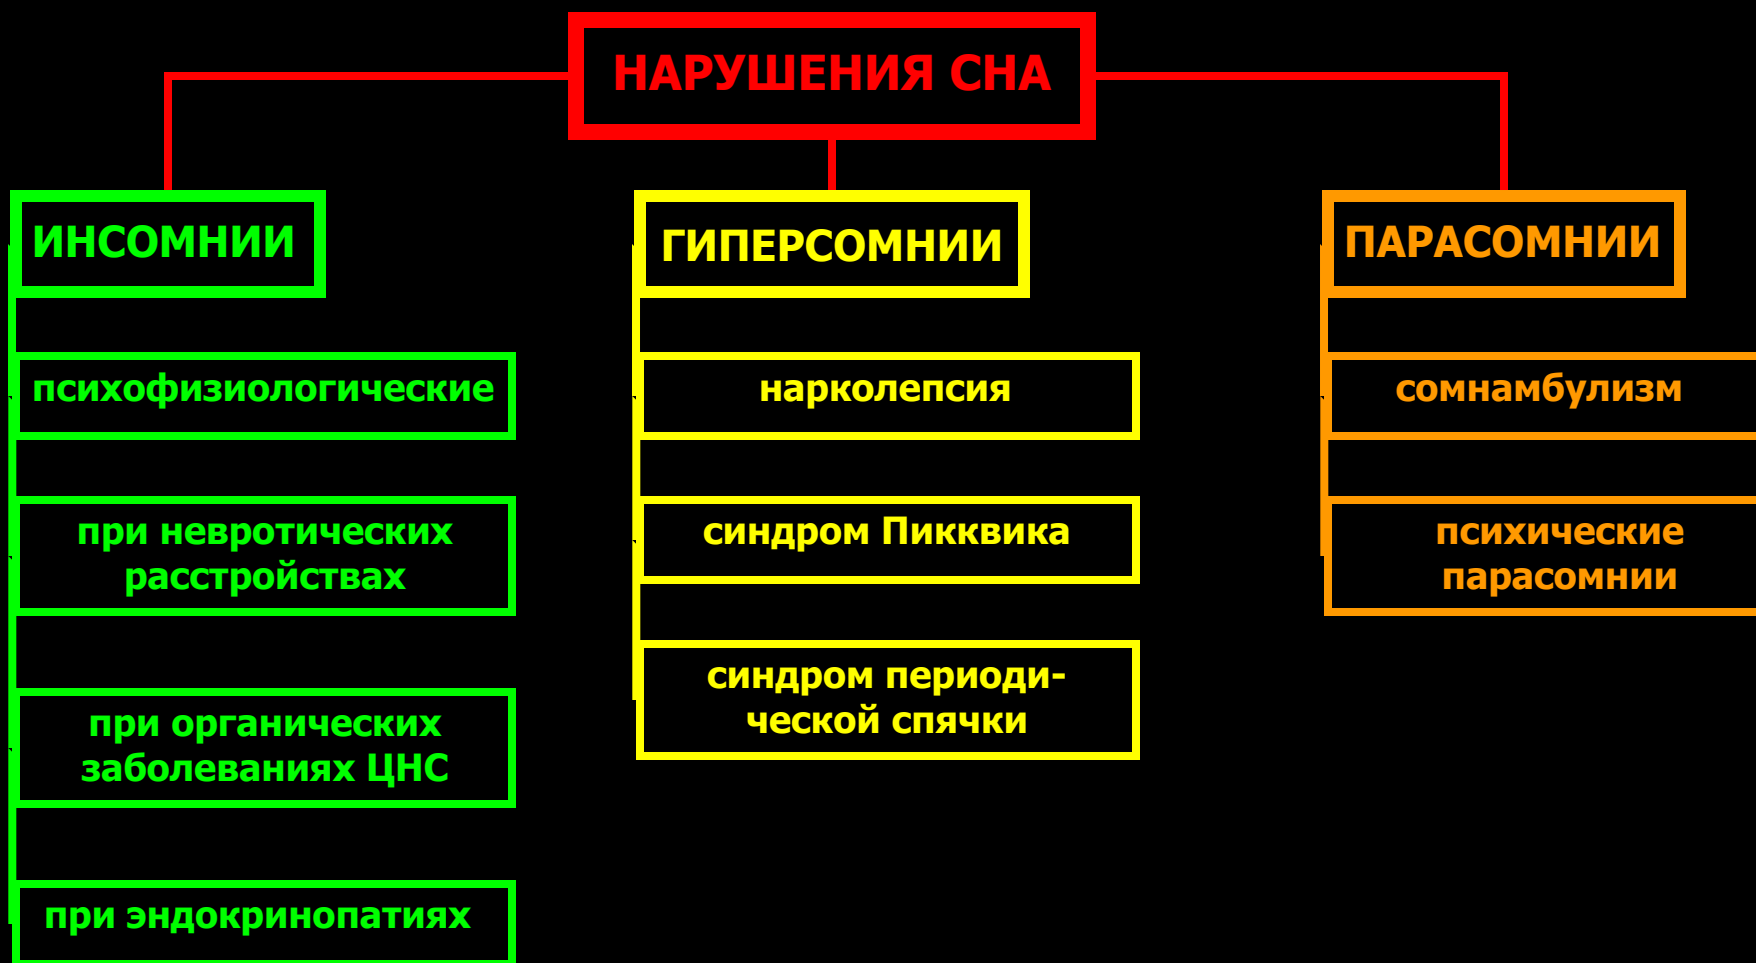 НАРУШЕНИЯ СНА
ИНСОМНИИ
психофизиологические
при невротических
расстройствах
при органических
заболеваниях ЦНС
при эндокринопатиях
ГИПЕРСОМНИИ
нарколепсия
синдром Пикквика
синдром периоди-
ческой спячки
ПАРАСОМНИИ
сомнамбулизм
психические
парасомнии